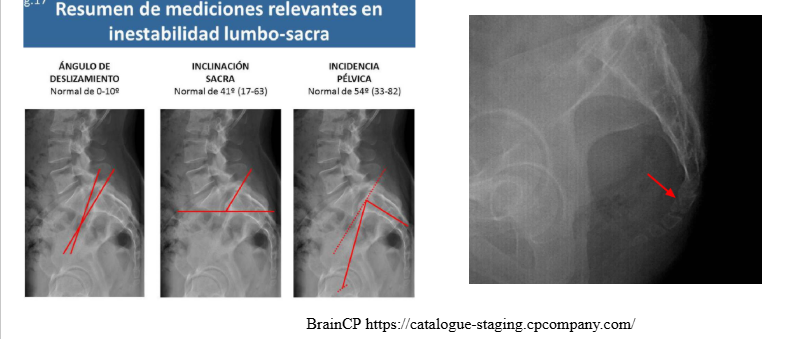 g.17
Resumen de mediciones relevantes en
inestabilidad lumbo-sacra
ÁNGULO DE
DESLIZAMIENTO
Normal de 0-10º
INCLINACIÓN
SACRA
Normal de 41º (17-63)
INCIDENCIA
PÉLVICA
Normal de 54º (33-82)
BrainCP https://catalogue-staging.cpcompany.com/